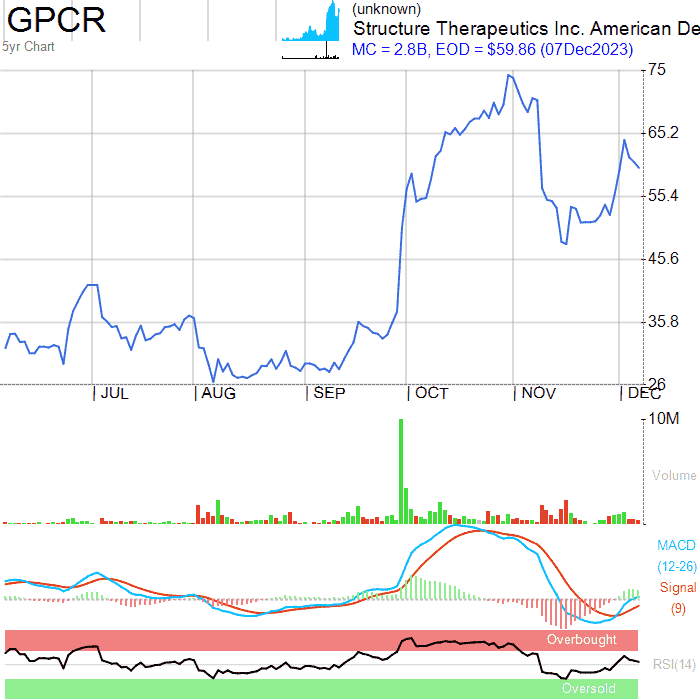 GPCR
(unknown)
Structure Therapeutics Inc. American De
5yr Chart
MC = 2.8B, EOD = $59.86 (07Dec2023)
75
65.2
55.4
45.6
35.8
26
JUL AUG SEP OCT NOV DEC
10M
Volume
MACD
(12-26)
Signal
(9)
Overbought
RSI(14)
Oversold